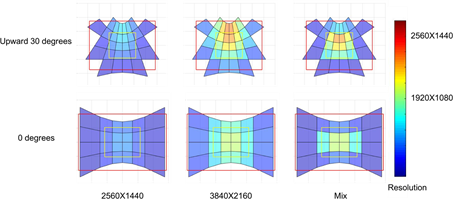 Upward 30 degrees
2560X1440
1920X1080
0 degrees
Resolution
2560X1440
3840X2160
Mix